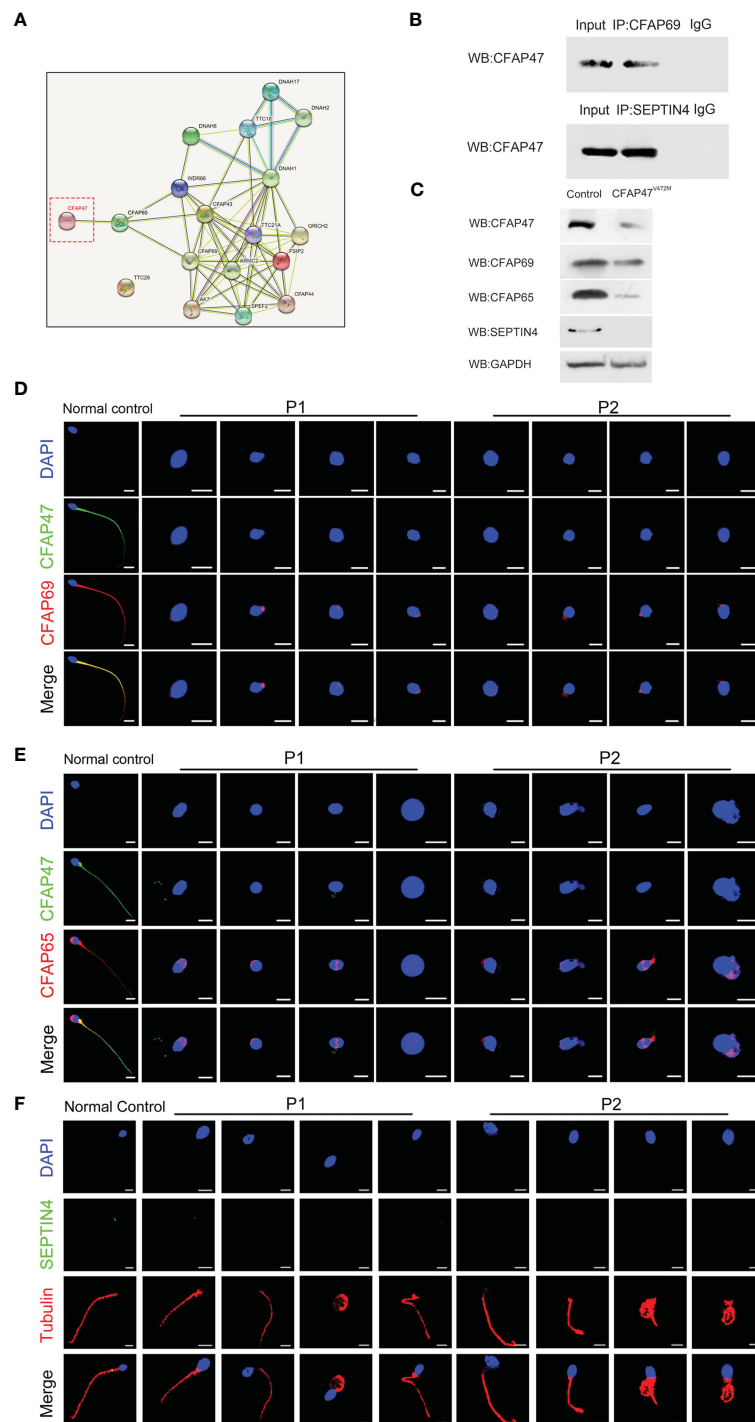 A
DNAH17
DNAH2
TTC18
DNAH6
DNAH1
WDR66
CFAP47
CFAP65
CFAP43
TTC21A
QRICH2
CFAP69
ARMC2
FSIP2
TTC29
AK7
SPEF2
CFAP44
B
Input IP:CFAP69 IgG
WB:CFAP47
Input IP:SEPTIN4 IgG
WB:CFAP47
C
Control CFAP47V472M
WB:CFAP47
WB:CFAP69
WB:CFAP65
WB:SEPTIN4
WB:GAPDH
D
Normal control P1 P2
DAPI
CFAP47
CFAP69
Merge
E
Normal control P1 P2
DAPI
CFAP47
CFAP65
Merge
F
Normal Control P1 P2
DAPI
SEPTIN4
Tubulin
Merge